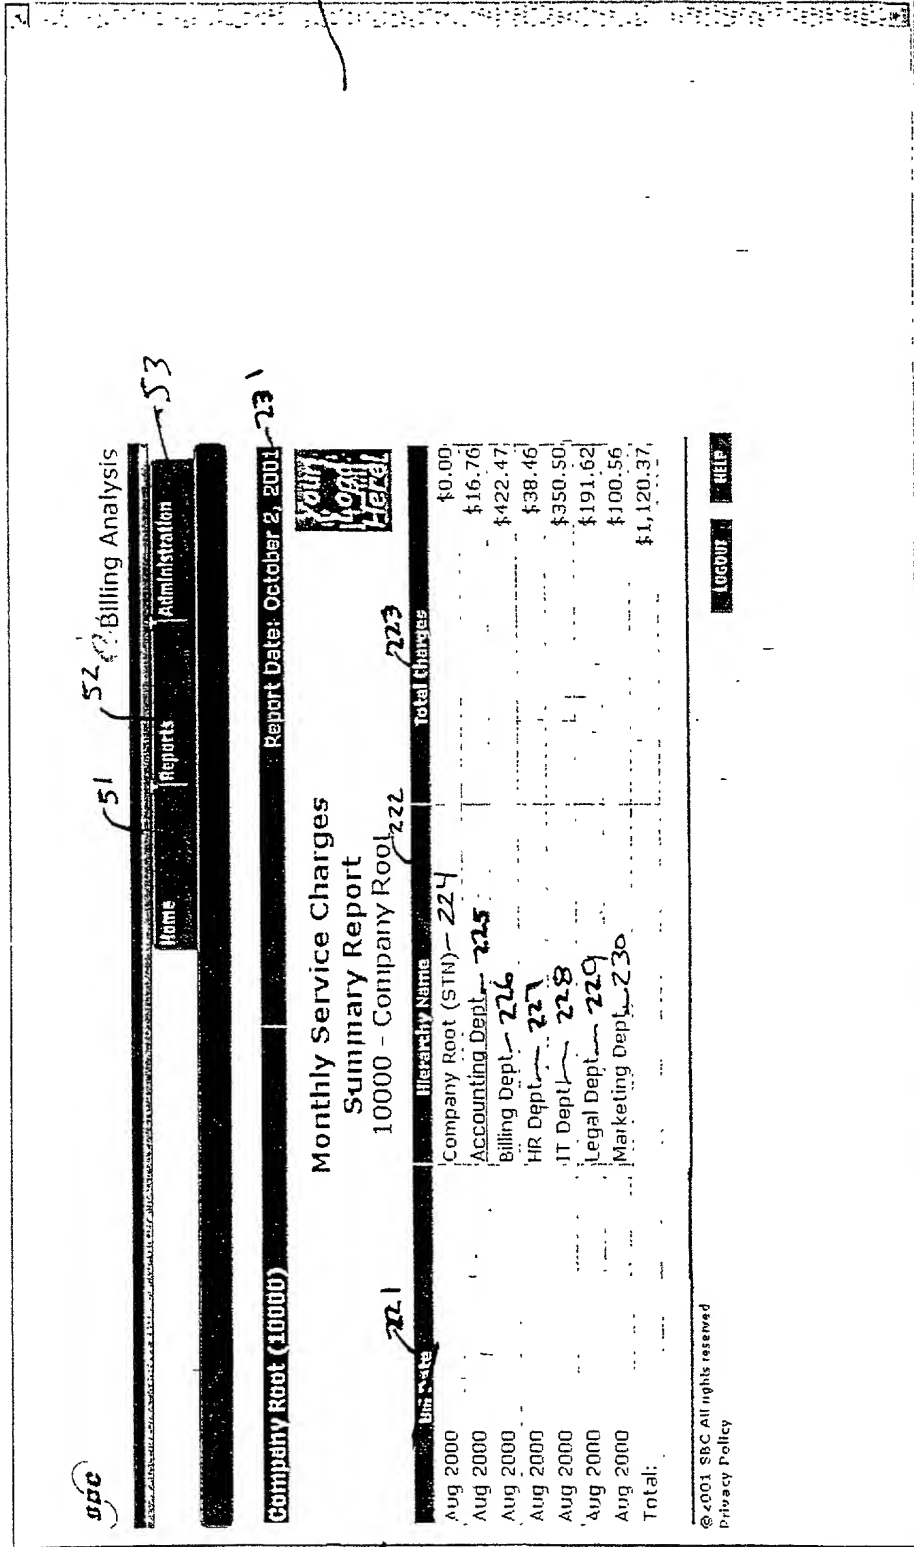 SBC
51
52
Billing Analysis
Home Reports Administration
53
Company Root (10000) Report Date: October 2, 2001
231
Monthly Service Charges
Summary Report
10000 - Company Root
Your
Logo
Here!
221
222
223
Hierarchy Name Total Charges
Aug 2000 Company Root (STN) 224 $0.00
Aug 2000 Accounting Dept 225 $16.76
Aug 2000 Billing Dept 226 $422.47
Aug 2000 HR Dept 227 $38.46
Aug 2000 IT Dept 228 $350.50
Aug 2000 Legal Dept 229 $191.62
Aug 2000 Marketing Dept 230 $100.56
Total: $1,120.37
LOGOUT HELP
© 2001 SBC All rights reserved
Privacy Policy